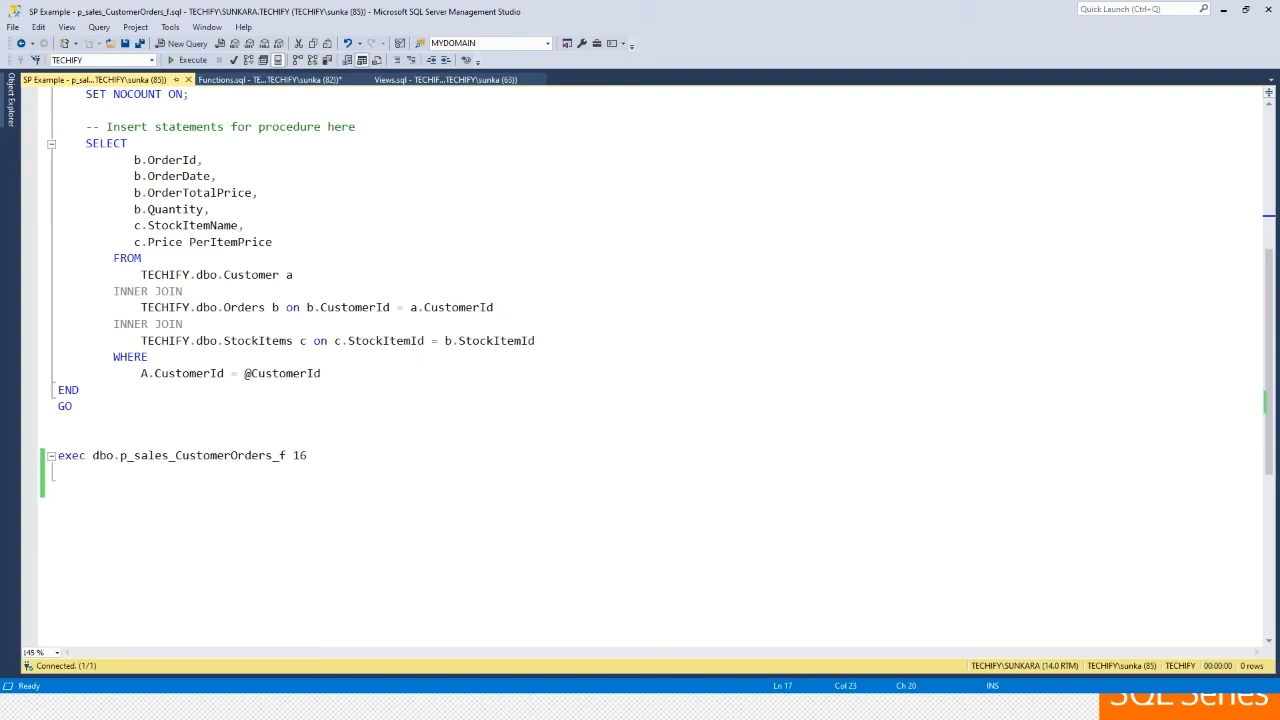 SP Example - p_sales_CustomerOrders_f.sql - TECHIFY\SUNKARA.TECHIFY (TECHIFY\sunka (85)) - Microsoft SQL Server Management Studio
Quick Launch (Ctrl+Q)
File Edit View Query Project Tools Window Help
New Query
MYDOMAIN
TECHIFY
Execute
SP Example - p_sal...TECHIFY\sunka (85))
Functions.sql - TE...TECHIFY\sunka (82))*
Views.sql - TECHIF...TECHIFY\sunka (63))
Object Explorer
SET NOCOUNT ON;
-- Insert statements for procedure here
SELECT
b.OrderId,
b.OrderDate,
b.OrderTotalPrice,
b.Quantity,
c.StockItemName,
c.Price PerItemPrice
FROM
TECHIFY.dbo.Customer a
INNER JOIN
TECHIFY.dbo.Orders b on b.CustomerId = a.CustomerId
INNER JOIN
TECHIFY.dbo.StockItems c on c.StockItemId = b.StockItemId
WHERE
A.CustomerId = @CustomerId
END
GO
exec dbo.p_sales_CustomerOrders_f 16
145 %
Connected. (1/1)
TECHIFY\SUNKARA (14.0 RTM) TECHIFY\sunka (85) TECHIFY 00:00:00 0 rows
Ready
Ln 17 Col 23 Ch 20 INS
SQL Series